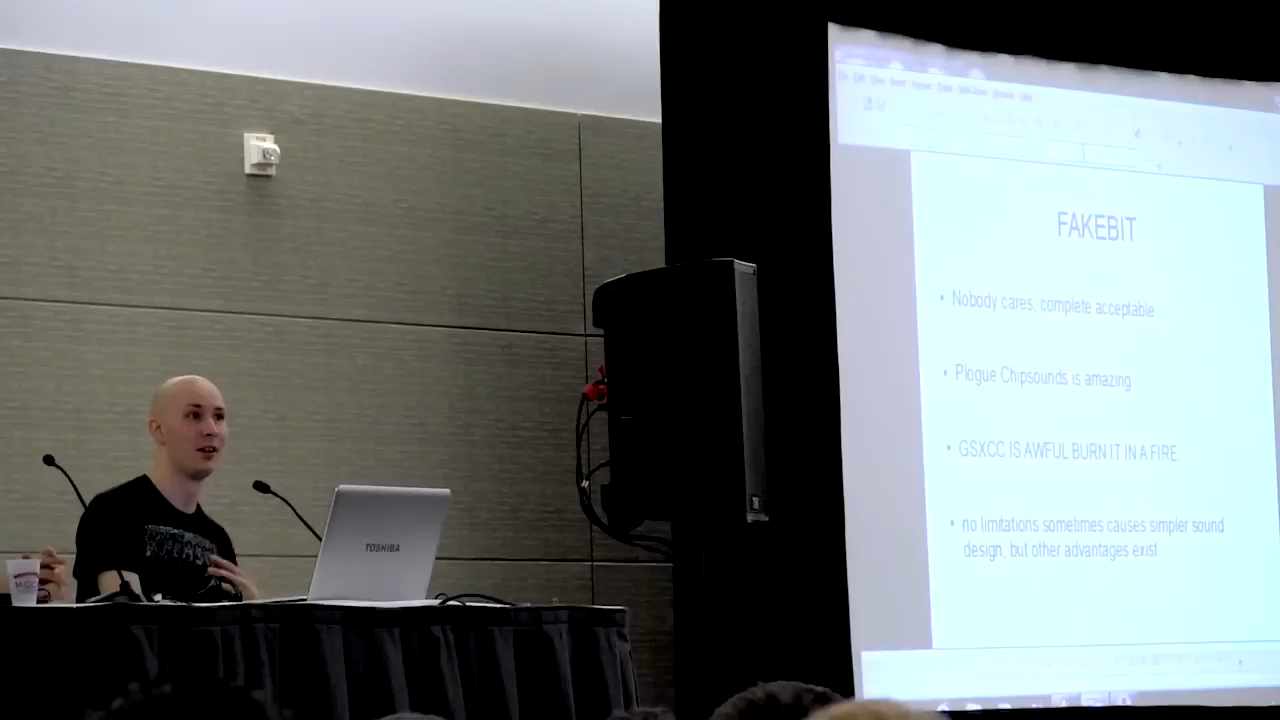 FAKEBIT
• Nobody cares, complete acceptable
• Plogue Chipsounds is amazing
• GSXCC IS AWFUL BURN IT IN A FIRE
• no limitations sometimes causes simpler sound
design, but other advantages exist
TOSHIBA